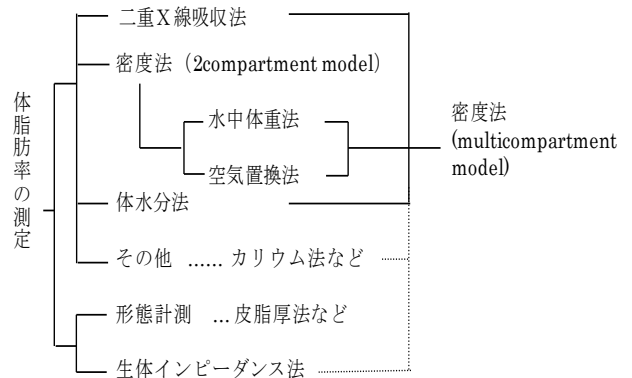 体脂肪率の測定
二重X線吸収法
密度法（2compartment model）
水中体重法
空気置換法
体水分法
その他 …… カリウム法など
形態計測 … 皮脂厚法など
生体インピーダンス法
密度法
(multicompartment
model)